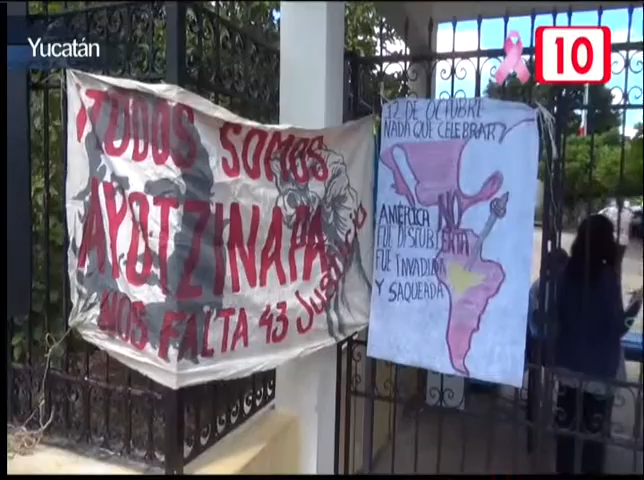 Yucatán
10
¡TODOS SOMOS
AYOTZINAPA
NOS FALTA 43 Justicia
12 DE OCTUBRE
NADA QUE CELEBRAR
NO
AMÉRICA
FUE DISCUBIERTA
FUE INVADIDA
Y SAQUEADA